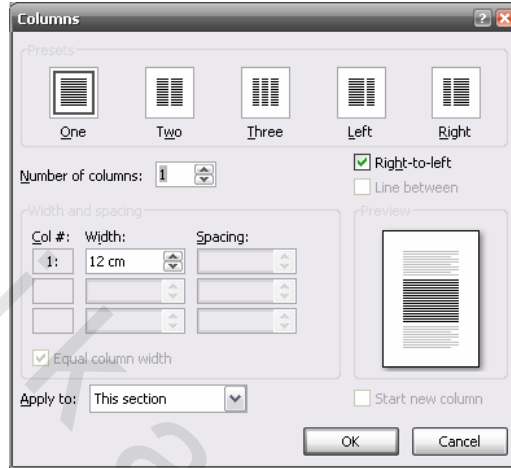 Columns
Presets
One Two Three Left Right
Number of columns: 1
Right-to-left
Line between
Width and spacing
Preview
Col #: Width: Spacing:
1: 12 cm
Equal column width
Apply to: This section
Start new column
OK Cancel